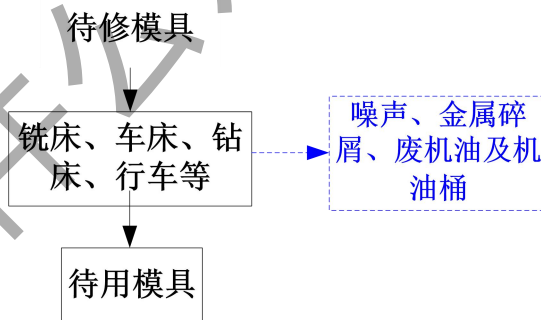 待修模具
铣床、车床、钻
床、行车等
噪声、金属碎
屑、废机油及机
油桶
待用模具